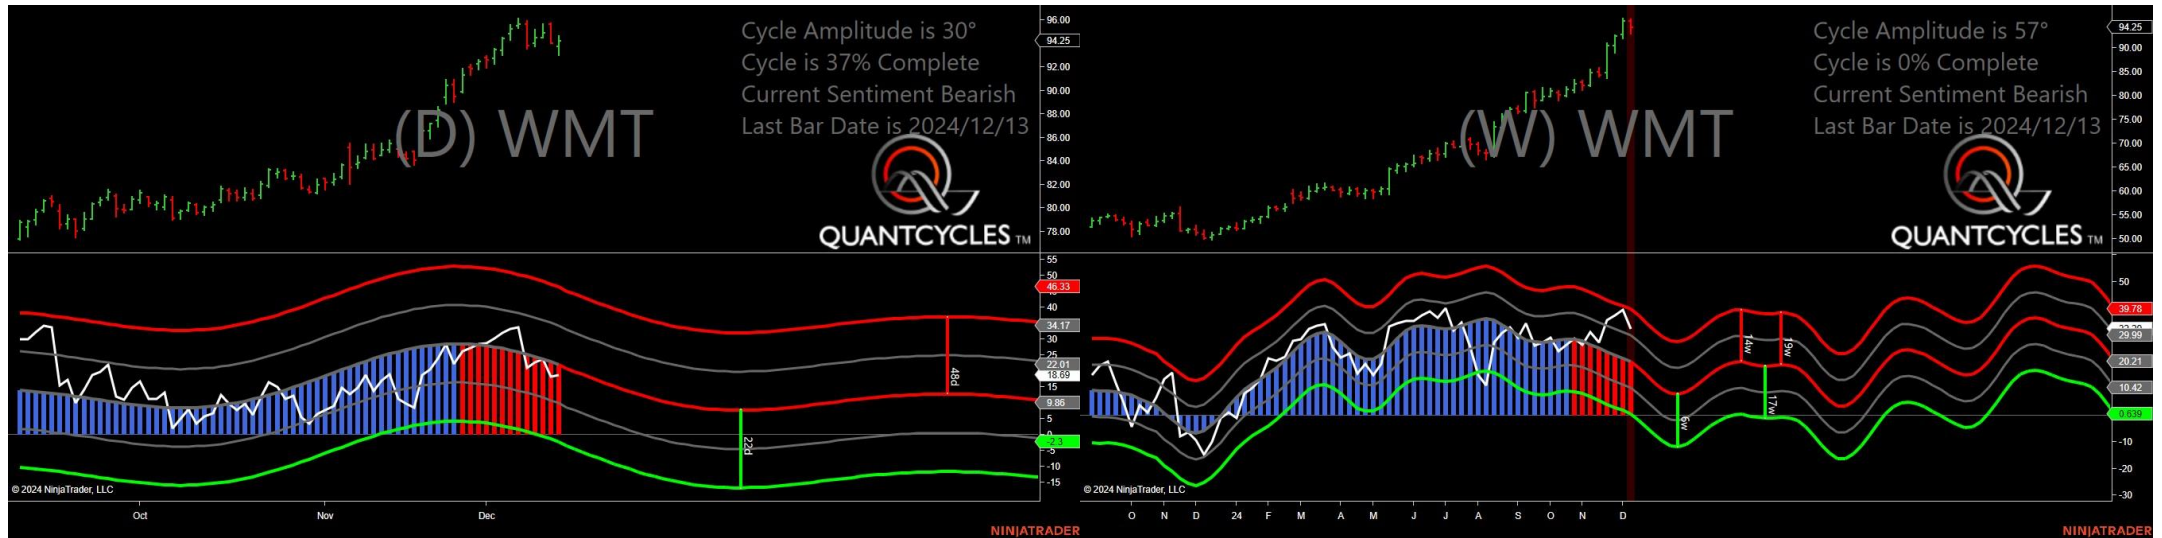 Cycle Amplitude is 30°
Cycle is 37% Complete
Current Sentiment Bearish
Last Bar Date is 2024/12/13
(D) WMT
QUANTCYCLES TM
96.00
94.25
92.00
90.00
88.00
86.00
84.00
82.00
80.00
78.00
55
50
46.33
40
34.17
30
25
22.01
18.69
15
9.86
5
0
-2.3
-5
-10
-15
22d
48d
© 2024 NinjaTrader, LLC
Oct
Nov
Dec
NINJATRADER
Cycle Amplitude is 57°
Cycle is 0% Complete
Current Sentiment Bearish
Last Bar Date is 2024/12/13
(W) WMT
QUANTCYCLES TM
94.25
90.00
85.00
80.00
75.00
70.00
65.00
60.00
55.00
50.00
50
39.78
29.99
20.21
10.42
0.639
-10
-20
-30
6w
14w
17w
19w
© 2024 NinjaTrader, LLC
O N D 24 F M A M J J A S O N D
NINJATRADER